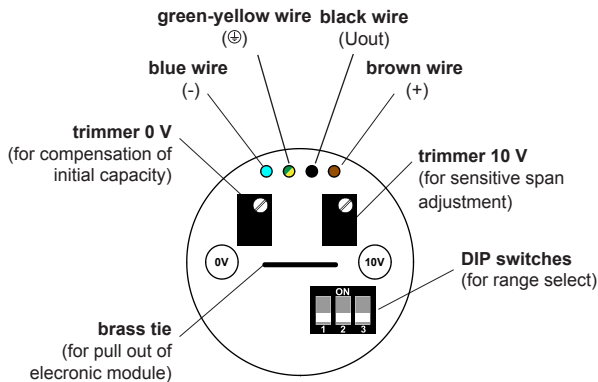 green-yellow wire
(⏚)
black wire
(Uout)
blue wire
(-)
brown wire
(+)
trimmer 0 V
(for compensation of
initial capacity)
trimmer 10 V
(for sensitive span
adjustment)
0V
10V
DIP switches
(for range select)
ON
1 2 3
brass tie
(for pull out of
elecronic module)